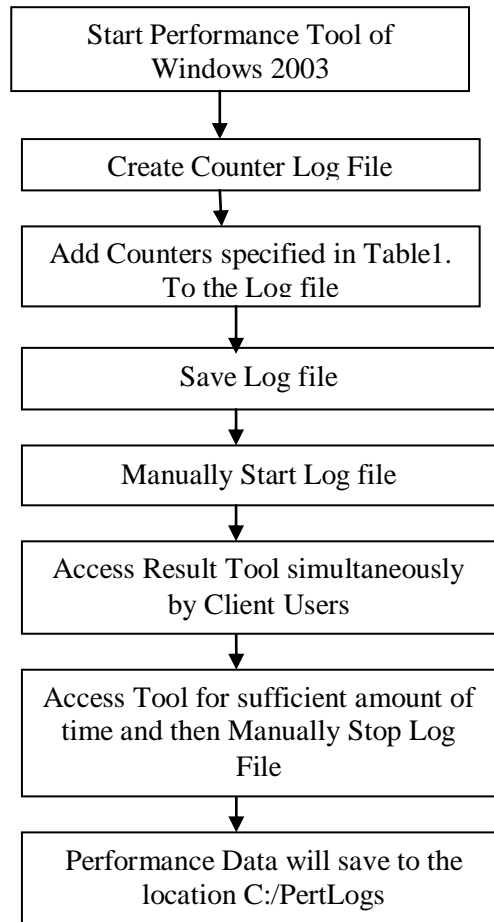 Start Performance Tool of
Windows 2003
Create Counter Log File
Add Counters specified in Table1.
To the Log file
Save Log file
Manually Start Log file
Access Result Tool simultaneously
by Client Users
Access Tool for sufficient amount of
time and then Manually Stop Log
File
Performance Data will save to the
location C:/PertLogs